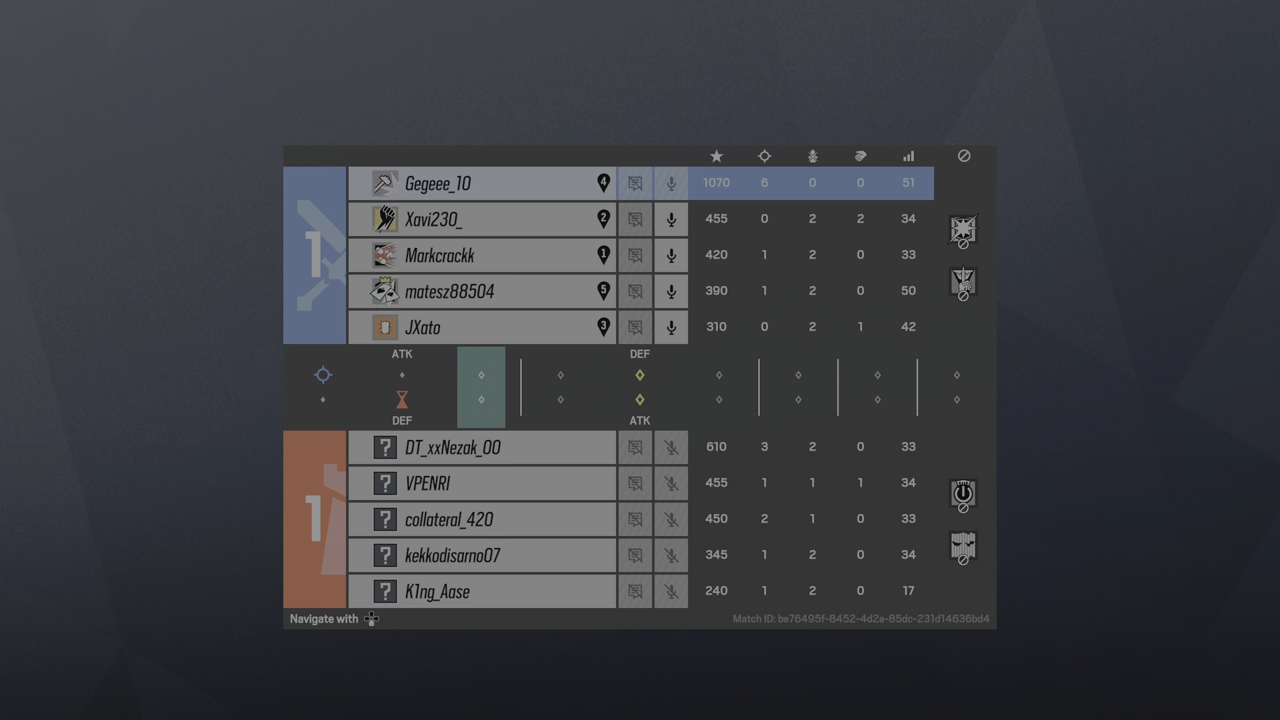 1
Gegeee_10 4 1070 6 0 0 51
Xavi230_ 2 455 0 2 2 34
Markcrackk 1 420 1 2 0 33
matesz88504 5 390 1 2 0 50
JXato 3 310 0 2 1 42
ATK DEF
DEF ATK
1
? DT_xxNezak_00 610 3 2 0 33
? VPENRI 455 1 1 1 34
? collateral_420 450 2 1 0 33
? kekkodisarno07 345 1 2 0 34
? K1ng_Aase 240 1 2 0 17
Navigate with Match ID: be76495f-8452-4d2a-85dc-231d14636bd4